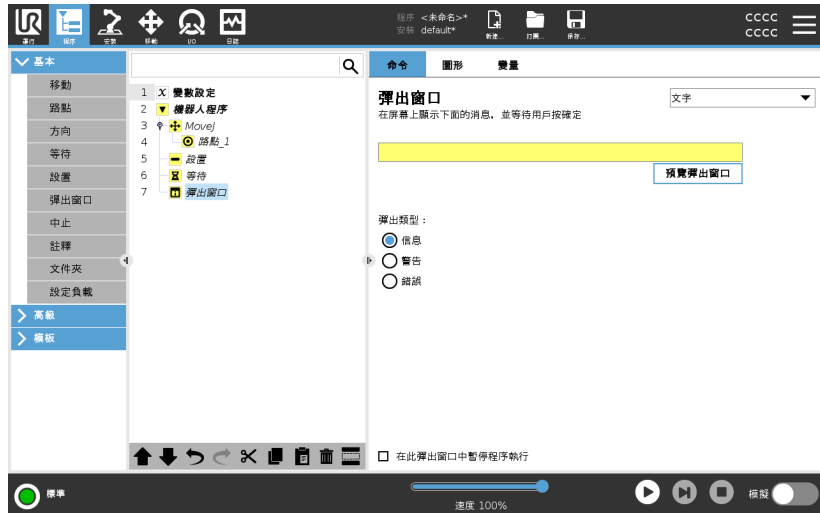 程序 <未命名>*
安裝 default*
CCCC
CCCC
運行 程序 安裝 移動 I/O 日誌
新建... 打開... 保存...
基本
移動
路點
方向
等待
設置
彈出窗口
中止
註釋
文件夾
設定負載
高級
模板
1 X 變數設定
2 機器人程序
3 MoveJ
4 路點_1
5 設置
6 等待
7 彈出窗口
命令 圖形 變量
彈出窗口
文字
在屏幕上顯示下面的消息，並等待用戶按確定
預覽彈出窗口
彈出類型：
信息
警告
錯誤
在此彈出窗口中暫停程序執行
標準
速度 100%
模擬